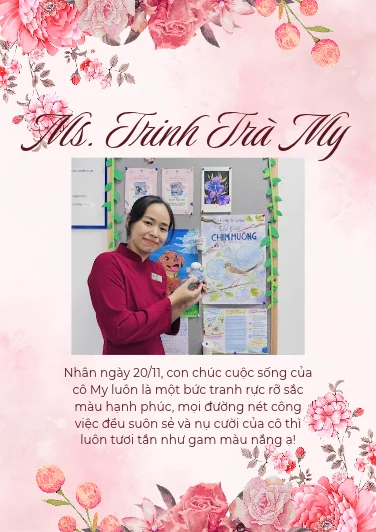 Ms. Trinh Trà My
CHIM MUÔNG
Nhân ngày 20/11, con chúc cuộc sống của
cô My luôn là một bức tranh rực rỡ sắc
màu hạnh phúc, mọi đường nét công
việc đều suôn sẻ và nụ cười của cô thì
luôn tươi tắn như gam màu nắng ạ!